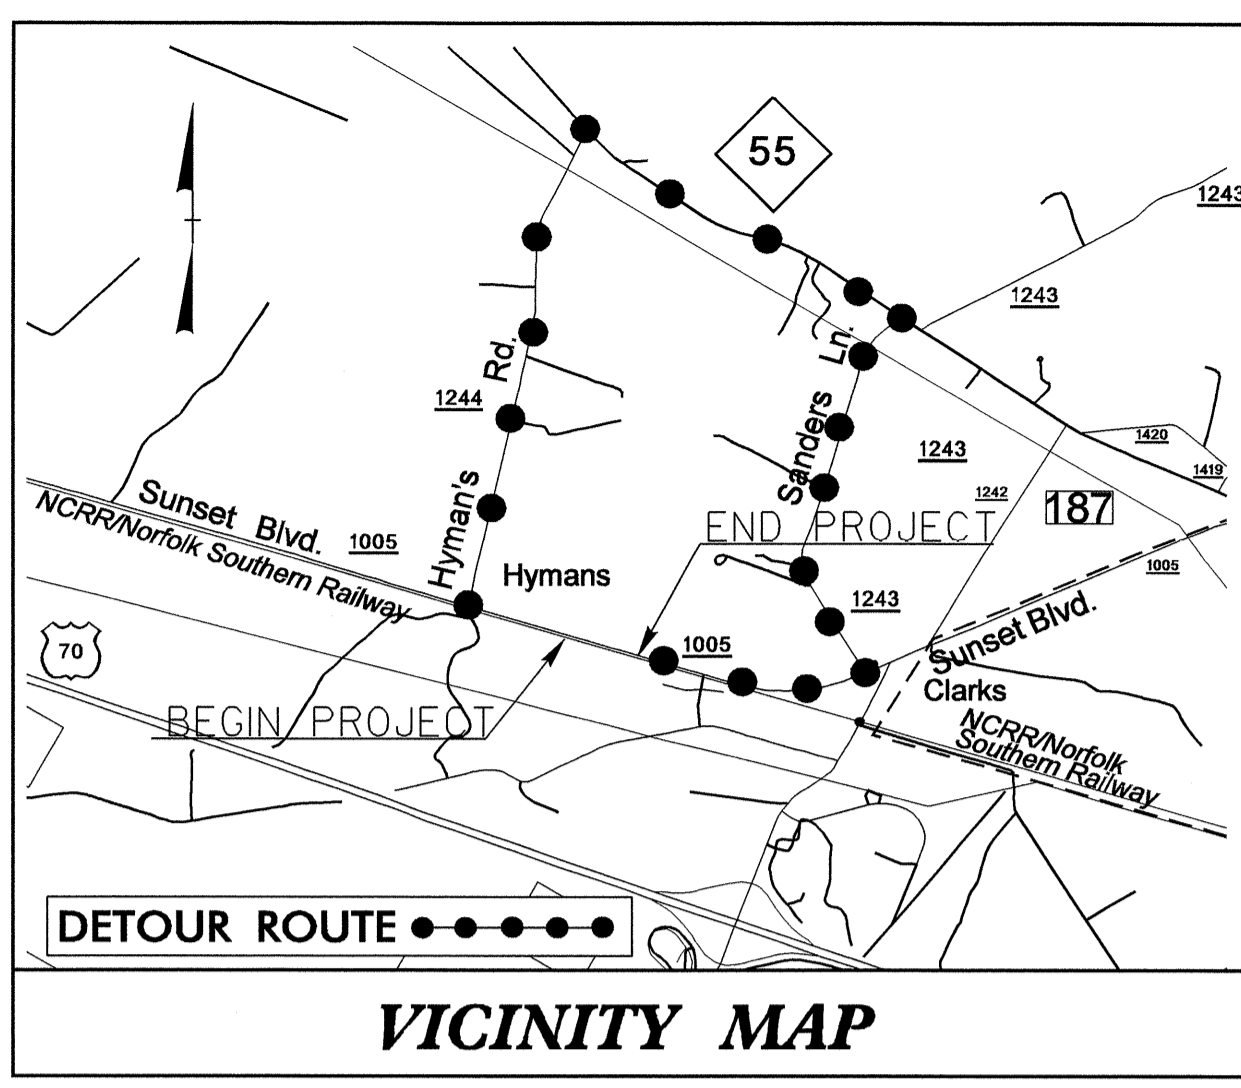 55
1243
1243
Ln.
Rd.
1244
Sanders
1243
1420
1419
1242
187
Sunset Blvd.
1005
NCRR/Norfolk Southern Railway
Hyman's
Hymans
END PROJECT
1005
1243
1005
Sunset Blvd.
70
Clarks
BEGIN PROJECT
NCRR/Norfolk
Southern Railway
DETOUR ROUTE
VICINITY MAP